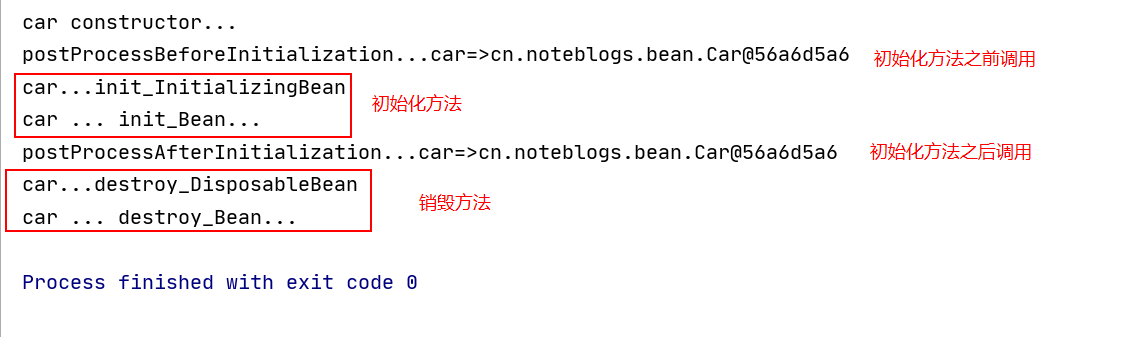 car constructor...
postProcessBeforeInitialization...car=>cn.noteblogs.bean.Car@56a6d5a6 初始化方法之前调用
car...init_InitializingBean
初始化方法
car ... init_Bean...
postProcessAfterInitialization...car=>cn.noteblogs.bean.Car@56a6d5a6 初始化方法之后调用
car...destroy_DisposableBean
销毁方法
car ... destroy_Bean...
Process finished with exit code 0